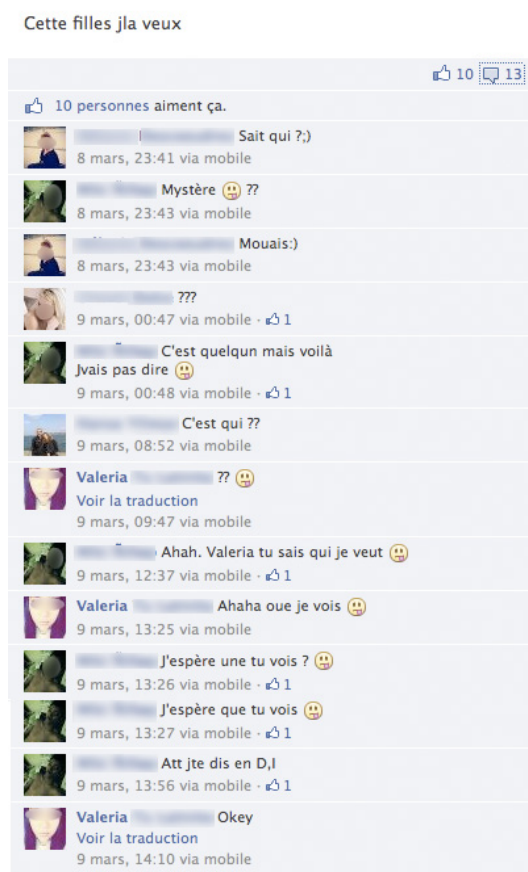 Cette filles jla veux
10 13
10 personnes aiment ça.
Sait qui ?;)
8 mars, 23:41 via mobile
Mystère ??
8 mars, 23:43 via mobile
Mouais:)
8 mars, 23:43 via mobile
???
9 mars, 00:47 via mobile · 1
C'est quelqun mais voilà
Jvais pas dire
9 mars, 00:48 via mobile · 1
C'est qui ??
9 mars, 08:52 via mobile
Valeria ??
Voir la traduction
9 mars, 09:47 via mobile
Ahah. Valeria tu sais qui je veut
9 mars, 12:37 via mobile · 1
Valeria Ahaha oue je vois
9 mars, 13:25 via mobile
J'espère une tu vois ?
9 mars, 13:26 via mobile · 1
J'espère que tu vois
9 mars, 13:27 via mobile · 1
Att jte dis en D,I
9 mars, 13:56 via mobile · 1
Valeria Okey
Voir la traduction
9 mars, 14:10 via mobile